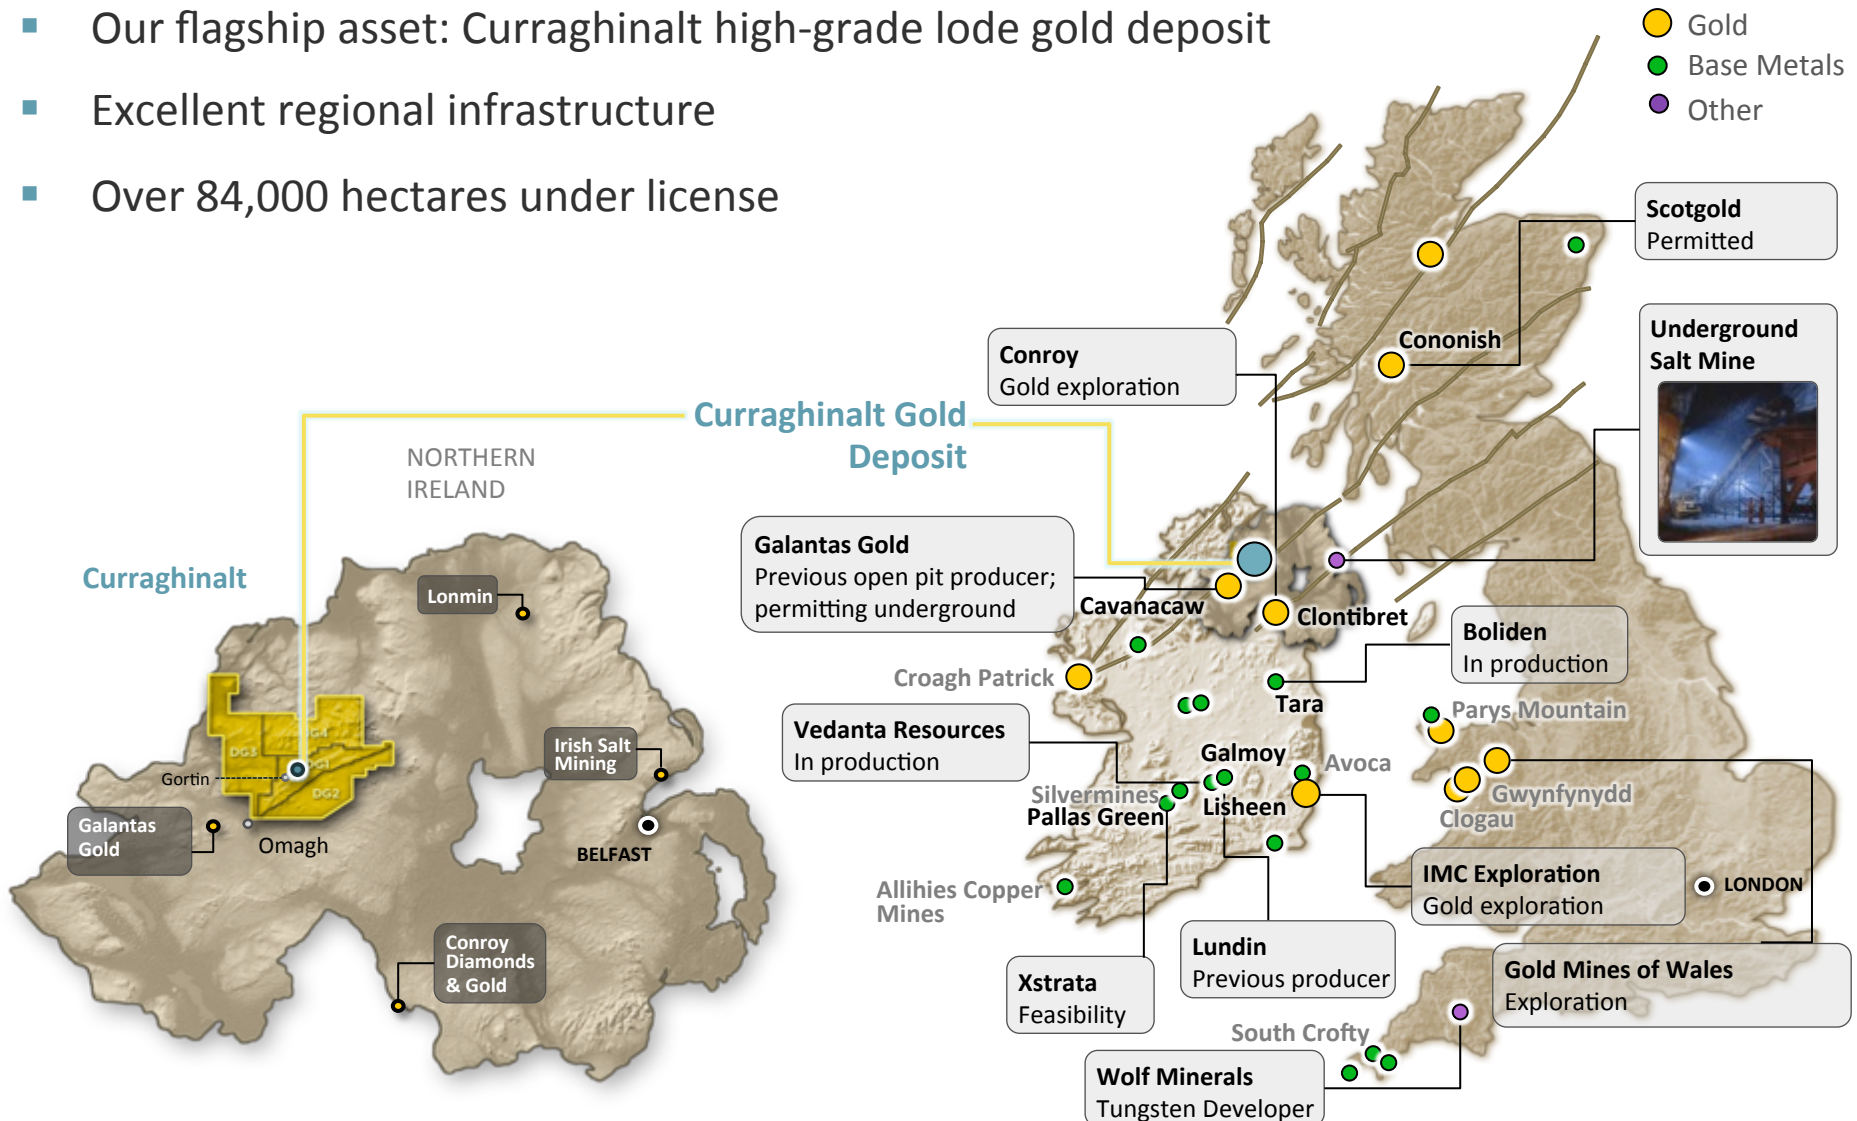 Our flagship asset: Curraghinalt high-grade lode gold deposit
Excellent regional infrastructure
Over 84,000 hectares under license
Gold
Base Metals
Other
Scotgold
Permitted
Underground
Salt Mine
Cononish
Conroy
Gold exploration
Curraghinalt Gold
Deposit
NORTHERN
IRELAND
Curraghinalt
Lonmin
Irish Salt
Mining
DG3
DG4
DG1
DG2
Gortin
Galantas
Gold
Omagh
BELFAST
Conroy
Diamonds
& Gold
Galantas Gold
Previous open pit producer;
permitting underground
Cavanacaw
Clontibret
Boliden
In production
Croagh Patrick
Tara
Parys Mountain
Vedanta Resources
In production
Galmoy
Avoca
Silvermines
Pallas Green
Lisheen
Gwynfynydd
Clogau
Allihies Copper
Mines
IMC Exploration
Gold exploration
LONDON
Xstrata
Feasibility
Lundin
Previous producer
Gold Mines of Wales
Exploration
South Crofty
Wolf Minerals
Tungsten Developer